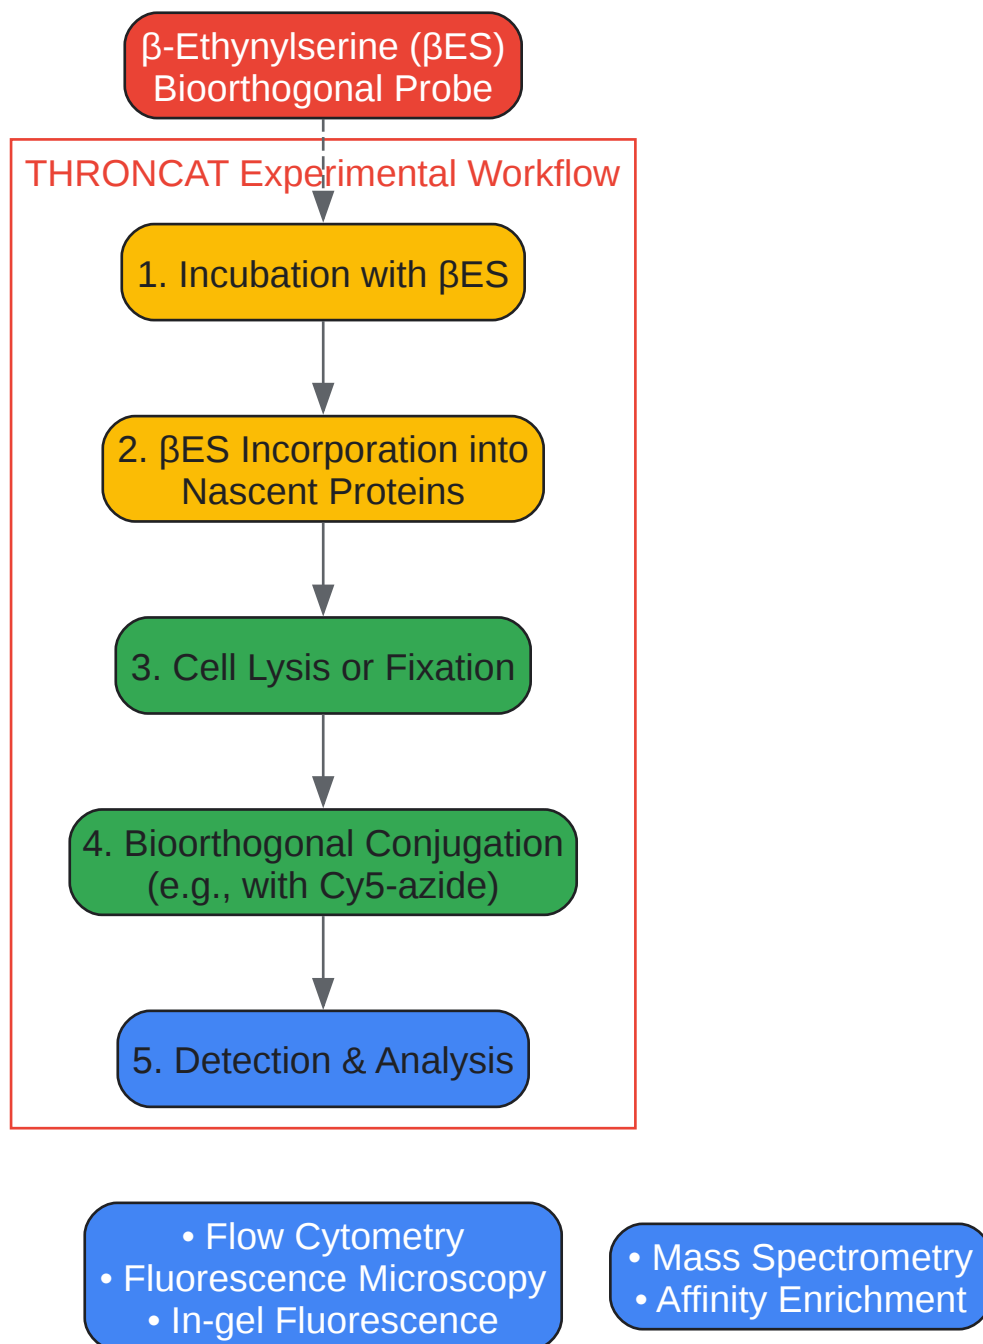 β-Ethynylserine (βES)
Bioorthogonal Probe
THRONCAT Experimental Workflow
1. Incubation with βES
2. βES Incorporation into
Nascent Proteins
3. Cell Lysis or Fixation
4. Bioorthogonal Conjugation
(e.g., with Cy5-azide)
5. Detection & Analysis
• Flow Cytometry
• Fluorescence Microscopy
• In-gel Fluorescence
• Mass Spectrometry
• Affinity Enrichment